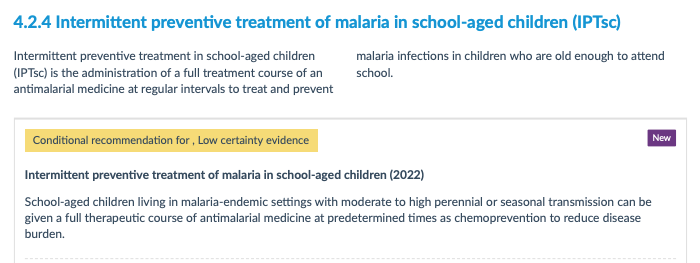 4.2.4 Intermittent preventive treatment of malaria in school-aged children (IPTsc)
Intermittent preventive treatment in school-aged children
(IPTsc) is the administration of a full treatment course of an
antimalarial medicine at regular intervals to treat and prevent
malaria infections in children who are old enough to attend
school.
Conditional recommendation for , Low certainty evidence
New
Intermittent preventive treatment of malaria in school-aged children (2022)
School-aged children living in malaria-endemic settings with moderate to high perennial or seasonal transmission can be
given a full therapeutic course of antimalarial medicine at predetermined times as chemoprevention to reduce disease
burden.